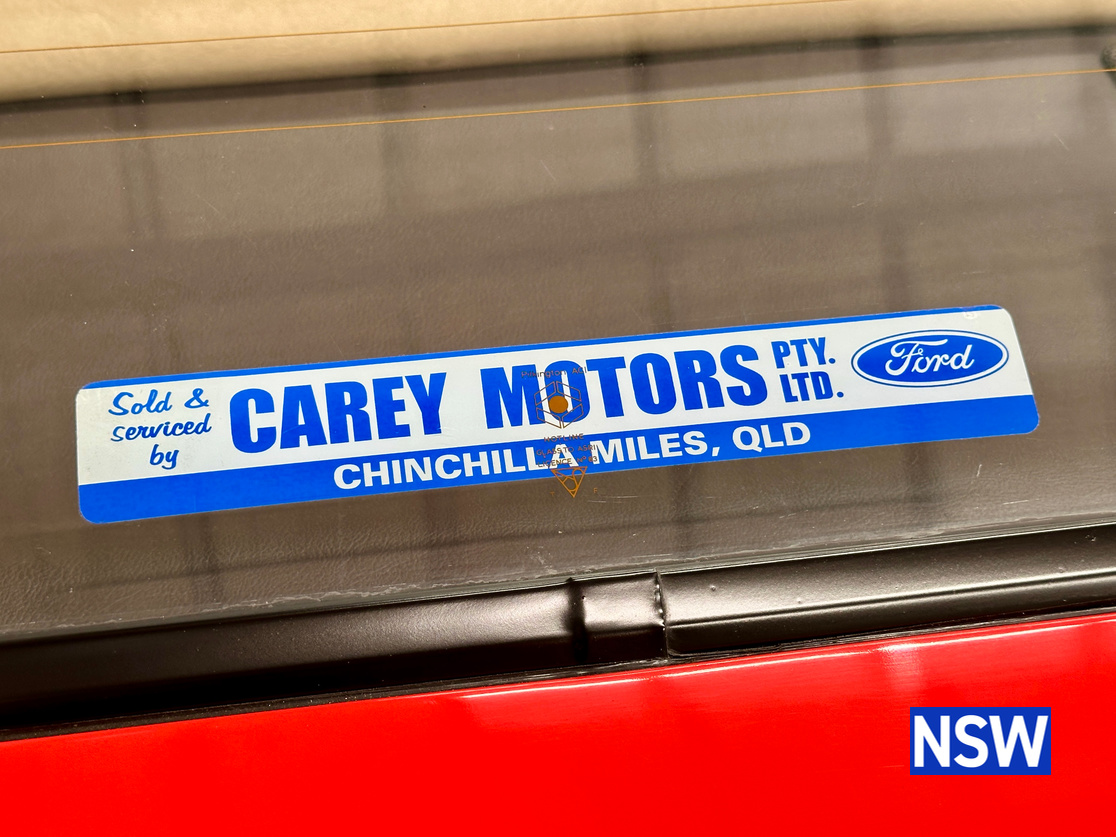 Sold &
serviced
by
CAREY MOTORS PTY.
LTD.
Ford
CHINCHILLA MILES, QLD
NSW